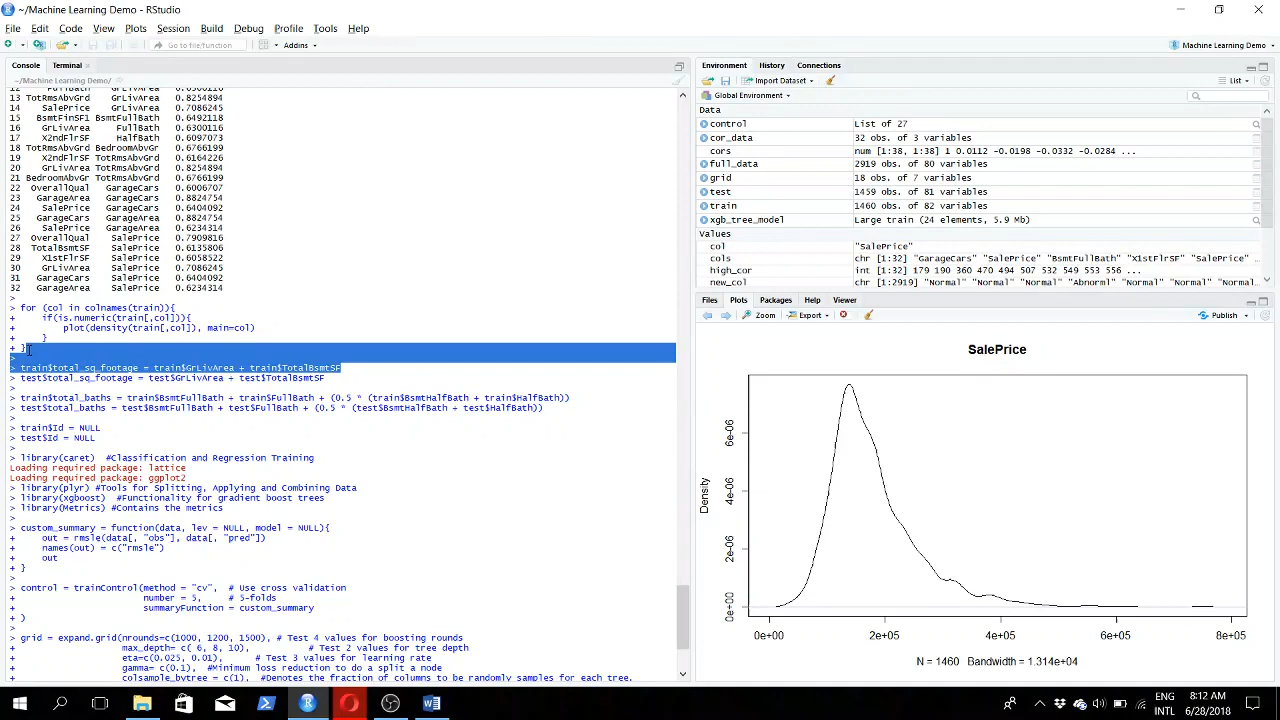 ~/Machine Learning Demo - RStudio
File Edit Code View Plots Session Build Debug Profile Tools Help
Go to file/function Addins Machine Learning Demo
Console Terminal
~/Machine Learning Demo/
13 TotRmsAbvGrd GrLivArea 0.8254894
14 SalePrice GrLivArea 0.7086245
15 BsmtFinSF1 BsmtFullBath 0.6492118
16 GrLivArea FullBath 0.6300116
17 X2ndFlrSF HalfBath 0.6097073
18 TotRmsAbvGrd BedroomAbvGr 0.6766199
19 X2ndFlrSF TotRmsAbvGrd 0.6164226
20 GrLivArea TotRmsAbvGrd 0.8254894
21 BedroomAbvGr TotRmsAbvGrd 0.6766199
22 OverallQual GarageCars 0.6006707
23 GarageArea GarageCars 0.8824754
24 SalePrice GarageCars 0.6404092
25 GarageCars GarageArea 0.8824754
26 SalePrice GarageArea 0.6234314
27 OverallQual SalePrice 0.7909816
28 TotalBsmtSF SalePrice 0.6135806
29 X1stFlrSF SalePrice 0.6058522
30 GrLivArea SalePrice 0.7086245
31 GarageCars SalePrice 0.6404092
32 GarageArea SalePrice 0.6234314
>
> for (col in colnames(train)){
+ if(is.numeric(train[,col])){
+ plot(density(train[,col]), main=col)
+ }
+ }
>
> train$total_sq_footage = train$GrLivArea + train$TotalBsmtSF
> test$total_sq_footage = test$GrLivArea + test$TotalBsmtSF
>
> train$total_baths = train$BsmtFullBath + train$FullBath + (0.5 * (train$BsmtHalfBath + train$HalfBath))
> test$total_baths = test$BsmtFullBath + test$FullBath + (0.5 * (test$BsmtHalfBath + test$HalfBath))
>
> train$Id = NULL
> test$Id = NULL
>
> library(caret) #Classification and Regression Training
Loading required package: lattice
Loading required package: ggplot2
> library(plyr) #Tools for Splitting, Applying and Combining Data
> library(xgboost) #Functionality for gradient boost trees
> library(Metrics) #Contains the metrics
>
> custom_summary = function(data, lev = NULL, model = NULL){
+ out = rmsle(data[, "obs"], data[, "pred"])
+ names(out) = c("rmsle")
+ out
+ }
>
> control = trainControl(method = "cv", # Use cross validation
+ number = 5, # 5-folds
+ summaryFunction = custom_summary
+ )
>
> grid = expand.grid(nrounds=c(1000, 1200, 1500), # Test 4 values for boosting rounds
+ max_depth= c( 6, 8, 10), # Test 2 values for tree depth
+ eta=c(0.025, 0.01), # Test 3 values for learning rate
+ gamma= c(0.1), #Minimum loss reduction to do a split a node
+ colsample_bytree = c(1), #Denotes the fraction of columns to be randomly samples for each tree.
Environment History Connections
Import Dataset List
Global Environment
Data
control List of 27
cor_data 32 obs. of 3 variables
cors num [1:38, 1:38] 1 0.0112 -0.0198 -0.0332 -0.0284 ...
full_data 2919 obs. of 80 variables
grid 18 obs. of 7 variables
test 1459 obs. of 81 variables
train 1460 obs. of 82 variables
xgb_tree_model Large train (24 elements, 5.9 Mb)
Values
col "SalePrice"
cols chr [1:32] "GarageCars" "SalePrice" "BsmtFullBath" "X1stFlrSF" "SalePrice" …
high_cor int [1:32] 179 190 360 470 494 507 532 549 553 556 ...
new_col chr [1:2919] "Normal" "Normal" "Normal" "Abnorml" "Normal" "Normal" "Normal"
Files Plots Packages Help Viewer
Zoom Export Publish
SalePrice
Density
0e+00 2e-06 4e-06 6e-06
0e+00 2e+05 4e+05 6e+05 8e+05
N = 1460 Bandwidth = 1.314e+04
ENG 8:12 AM
INTL 6/28/2018